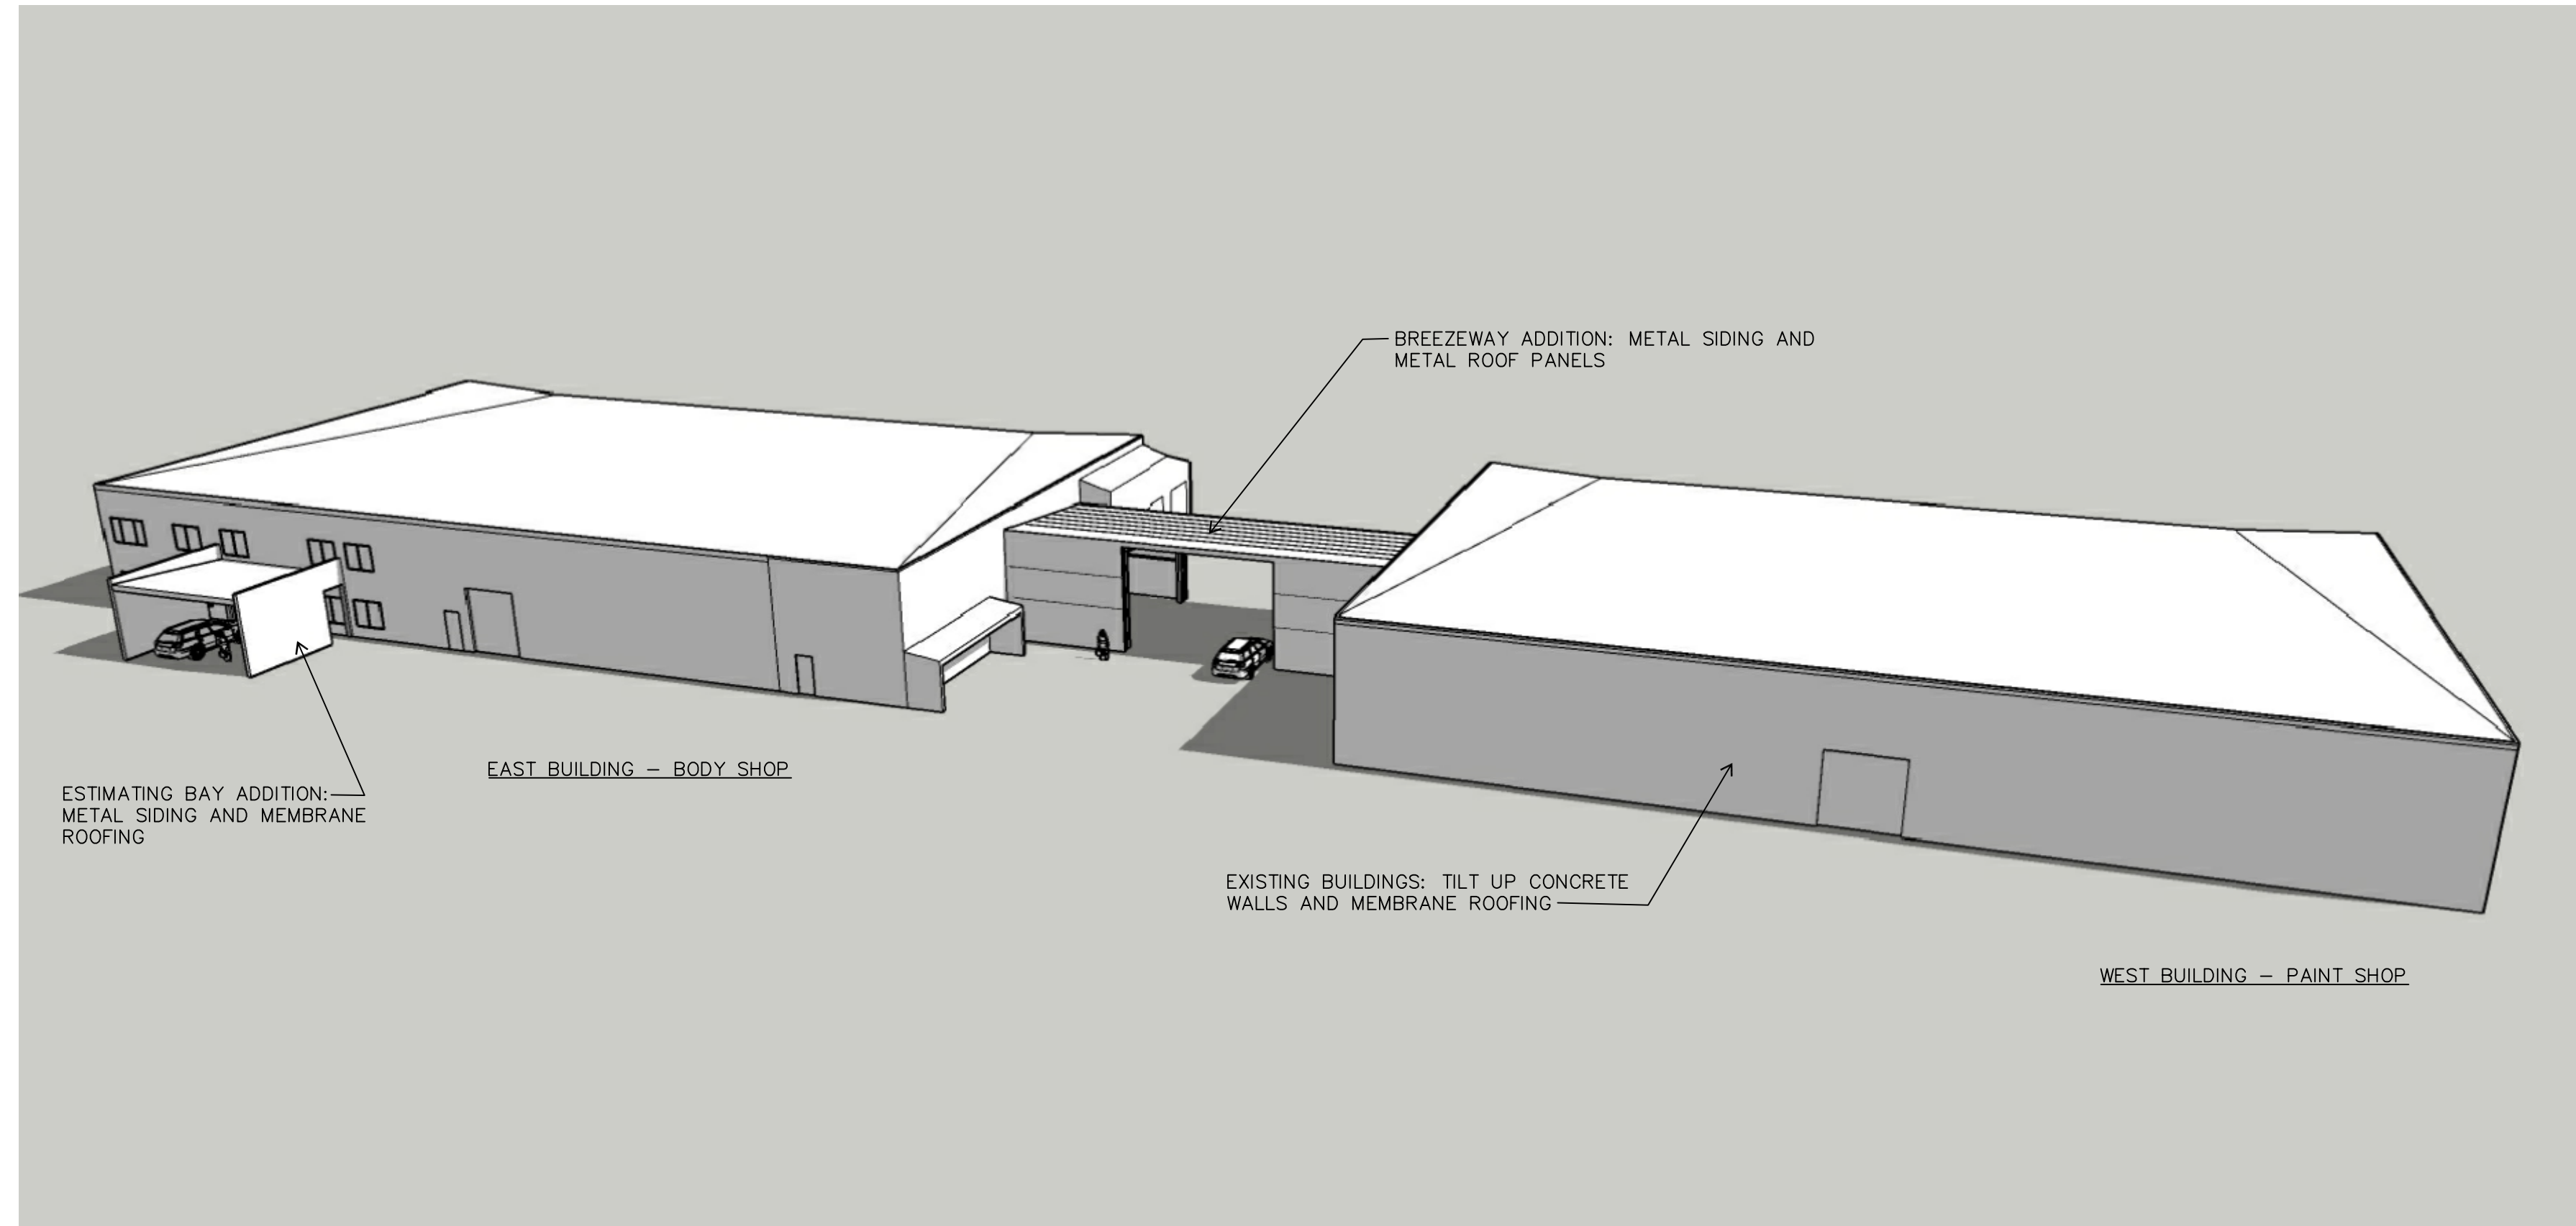 BREEZEWAY ADDITION: METAL SIDING AND
METAL ROOF PANELS
EAST BUILDING – BODY SHOP
ESTIMATING BAY ADDITION:
METAL SIDING AND MEMBRANE
ROOFING
EXISTING BUILDINGS: TILT UP CONCRETE
WALLS AND MEMBRANE ROOFING
WEST BUILDING – PAINT SHOP